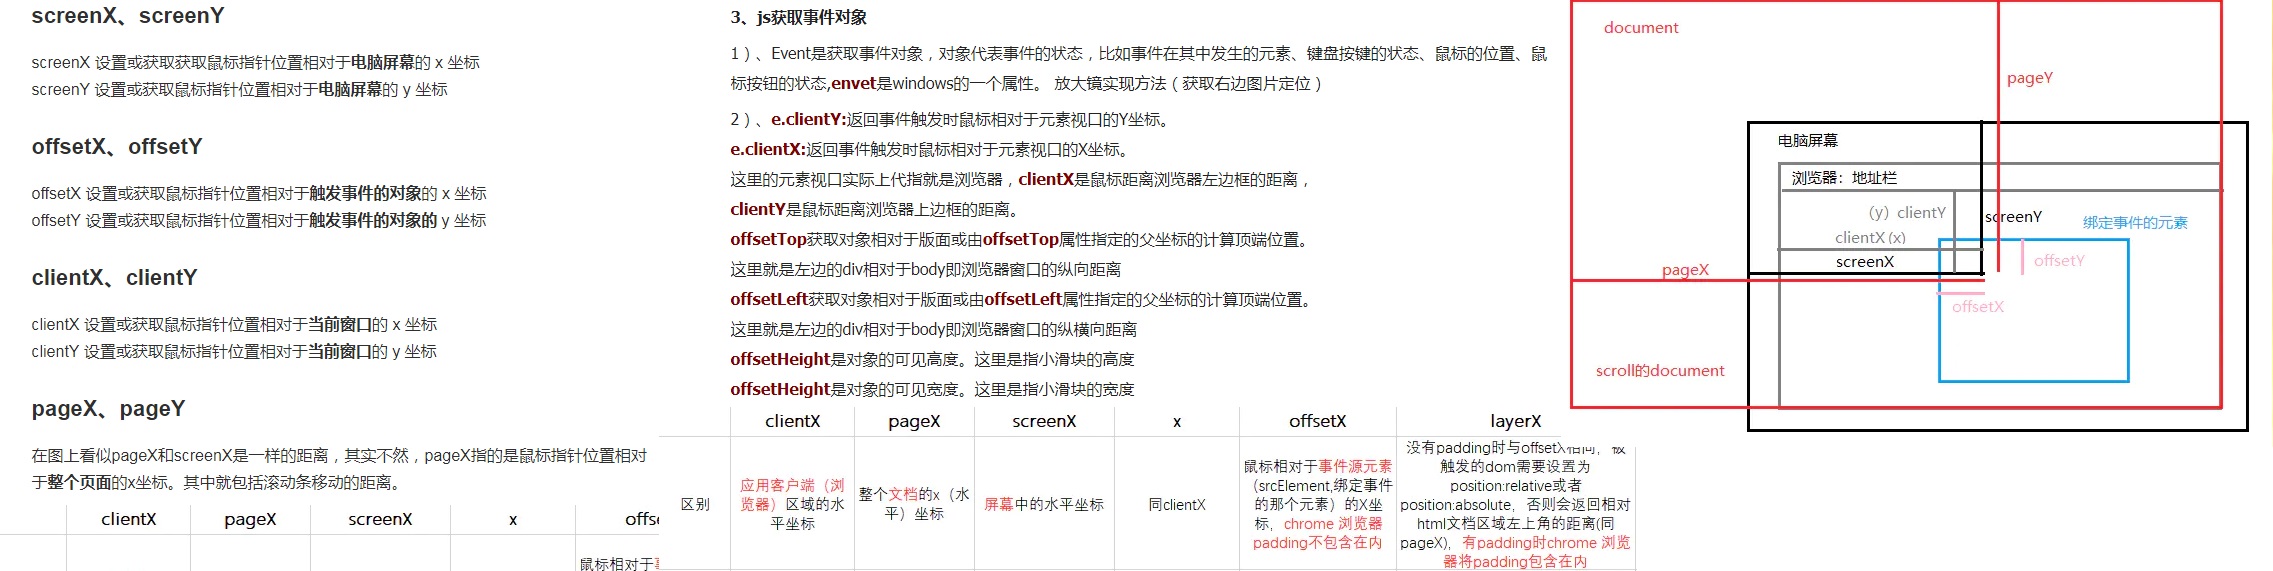 screenX、screenY
screenX 设置或获取获取鼠标指针位置相对于电脑屏幕的 x 坐标
screenY 设置或获取鼠标指针位置相对于电脑屏幕的 y 坐标
offsetX、offsetY
offsetX 设置或获取鼠标指针位置相对于触发事件的对象的 x 坐标
offsetY 设置或获取鼠标指针位置相对于触发事件的对象的 y 坐标
clientX、clientY
clientX 设置或获取鼠标指针位置相对于当前窗口的 x 坐标
clientY 设置或获取鼠标指针位置相对于当前窗口的 y 坐标
pageX、pageY
在图上看似pageX和screenX是一样的距离，其实不然，pageX指的是鼠标指针位置相对
于整个页面的x坐标。其中就包括滚动条移动的距离。
clientX pageX screenX x offse
鼠标相对于事
3、js获取事件对象
1）、Event是获取事件对象，对象代表事件的状态，比如事件在其中发生的元素、键盘按键的状态、鼠标的位置、鼠
标按钮的状态,envet是windows的一个属性。 放大镜实现方法（获取右边图片定位）
2）、e.clientY:返回事件触发时鼠标相对于元素视口的Y坐标。
e.clientX:返回事件触发时鼠标相对于元素视口的X坐标。
这里的元素视口实际上代指就是浏览器，clientX是鼠标距离浏览器左边框的距离，
clientY是鼠标距离浏览器上边框的距离。
offsetTop获取对象相对于版面或由offsetTop属性指定的父坐标的计算顶端位置。
这里就是左边的div相对于body即浏览器窗口的纵向距离
offsetLeft获取对象相对于版面或由offsetLeft属性指定的父坐标的计算顶端位置。
这里就是左边的div相对于body即浏览器窗口的纵横向距离
offsetHeight是对象的可见高度。这里是指小滑块的高度
offsetHeight是对象的可见宽度。这里是指小滑块的宽度
clientX pageX screenX x offsetX layerX
区别
应用客户端（浏
览器）区域的水
平坐标
整个文档的x（水
平）坐标
屏幕中的水平坐标
同clientX
鼠标相对于事件源元素
（srcElement,绑定事件
的那个元素）的X坐
标，chrome 浏览器
padding不包含在内
没有padding时与offsetX相同，被
触发的dom需要设置为
position:relative或者
position:absolute，否则会返回相对
html文档区域左上角的距离(同
pageX)，有padding时chrome 浏览
器将padding包含在内
document
pageY
电脑屏幕
浏览器：地址栏
（y）clientY
screenY
绑定事件的元素
clientX (x)
screenX
offsetY
pageX
offsetX
scroll的document